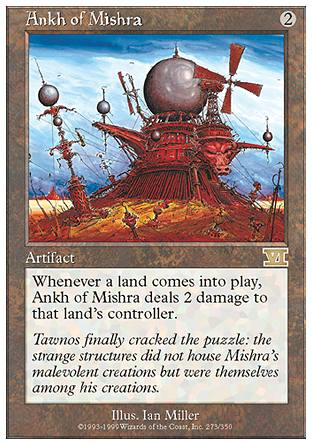 Ankh of Mishra 2
Artifact VI
Whenever a land comes into play,
Ankh of Mishra deals 2 damage to
that land's controller.
Tawnos finally cracked the puzzle: the
strange structures did not house Mishra's
malevolent creations but were themselves
among his creations.
Illus. Ian Miller
©1993-1999 Wizards of the Coast, Inc. 273/350